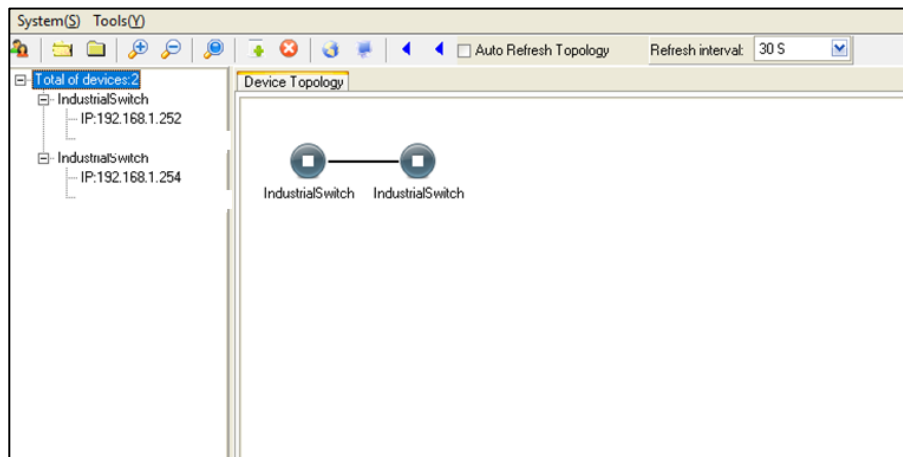 System(S) Tools(Y)
Auto Refresh Topology Refresh interval: 30 S
Total of devices:2
IndustrialSwitch
IP:192.168.1.252
IndustrialSwitch
IP:192.168.1.254
Device Topology
IndustrialSwitch IndustrialSwitch